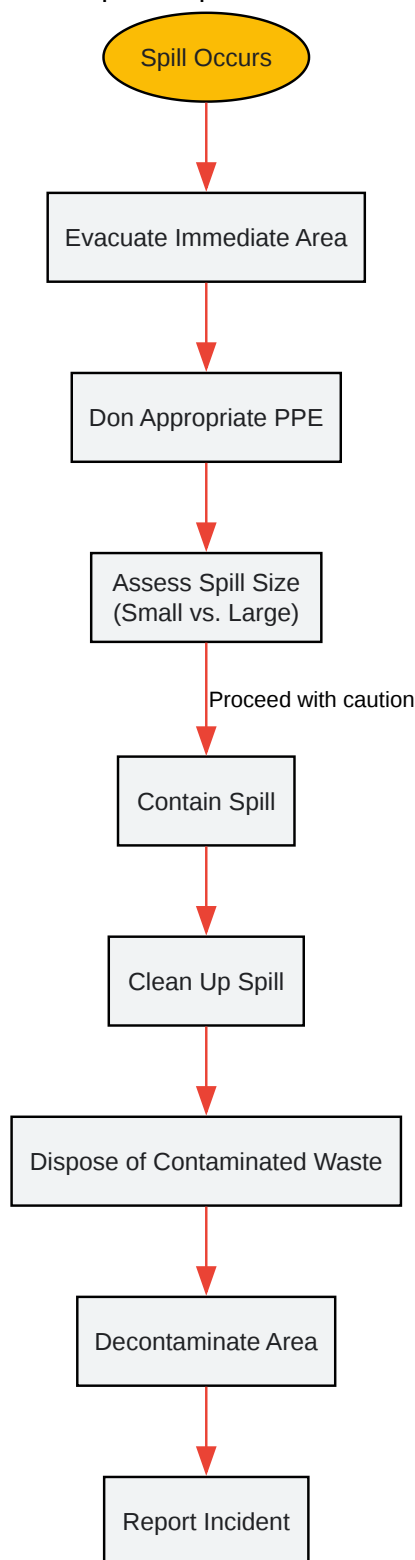 Spill Occurs
Evacuate Immediate Area
Don Appropriate PPE
Assess Spill Size
(Small vs. Large)
Proceed with caution
Contain Spill
Clean Up Spill
Dispose of Contaminated Waste
Decontaminate Area
Report Incident